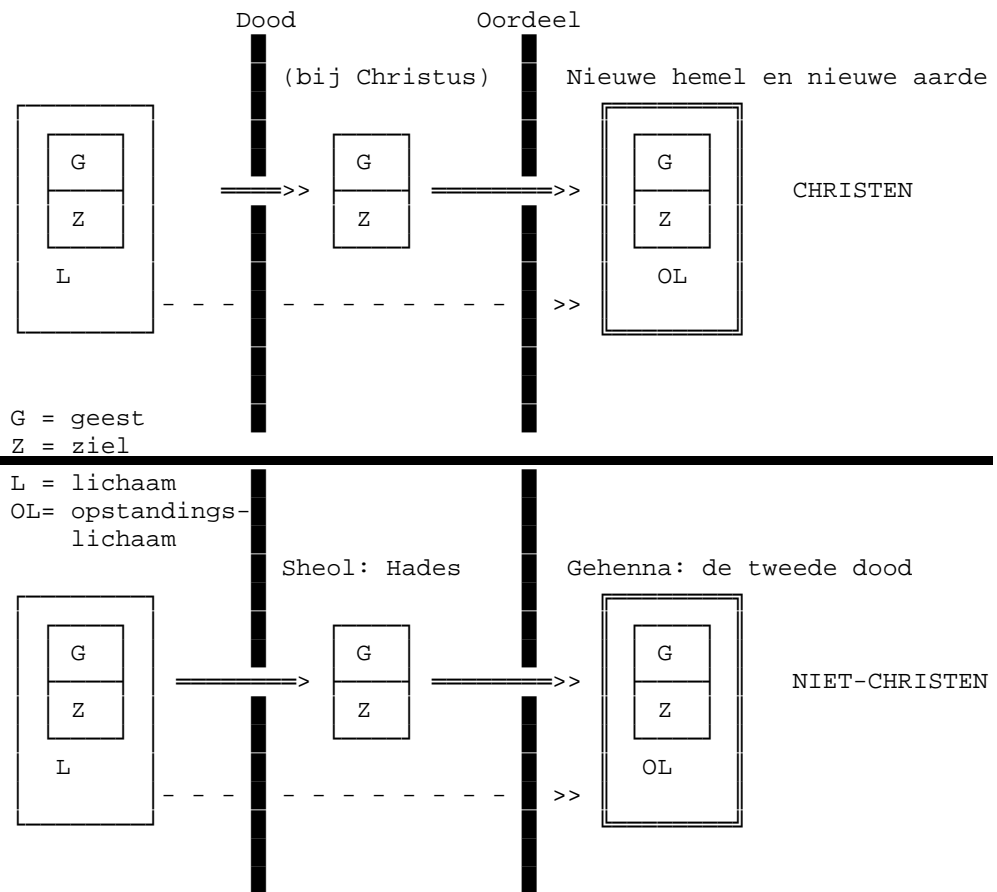 Dood Oordeel
(bij Christus) Nieuwe hemel en nieuwe aarde
G G G
=====>> ========>> CHRISTEN
Z Z Z
L OL
- - - - - - - - - - - >>
G = geest
Z = ziel
L = lichaam
OL= opstandings-
lichaam
Sheol: Hades Gehenna: de tweede dood
G G G
========> ========>> NIET-CHRISTEN
Z Z Z
L OL
- - - - - - - - - - - >>